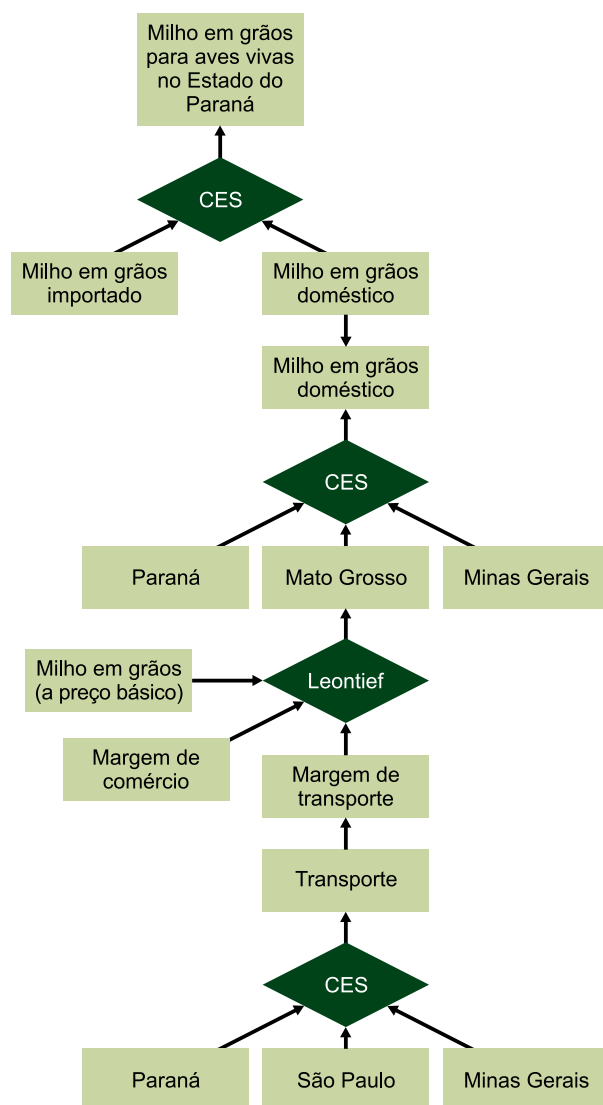 Milho em grãos
para aves vivas
no Estado do
Paraná
CES
Milho em grãos
importado
Milho em grãos
doméstico
Milho em grãos
doméstico
CES
Paraná
Mato Grosso
Minas Gerais
Milho em grãos
(a preço básico)
Leontief
Margem de
comércio
Margem de
transporte
Transporte
CES
Paraná
São Paulo
Minas Gerais